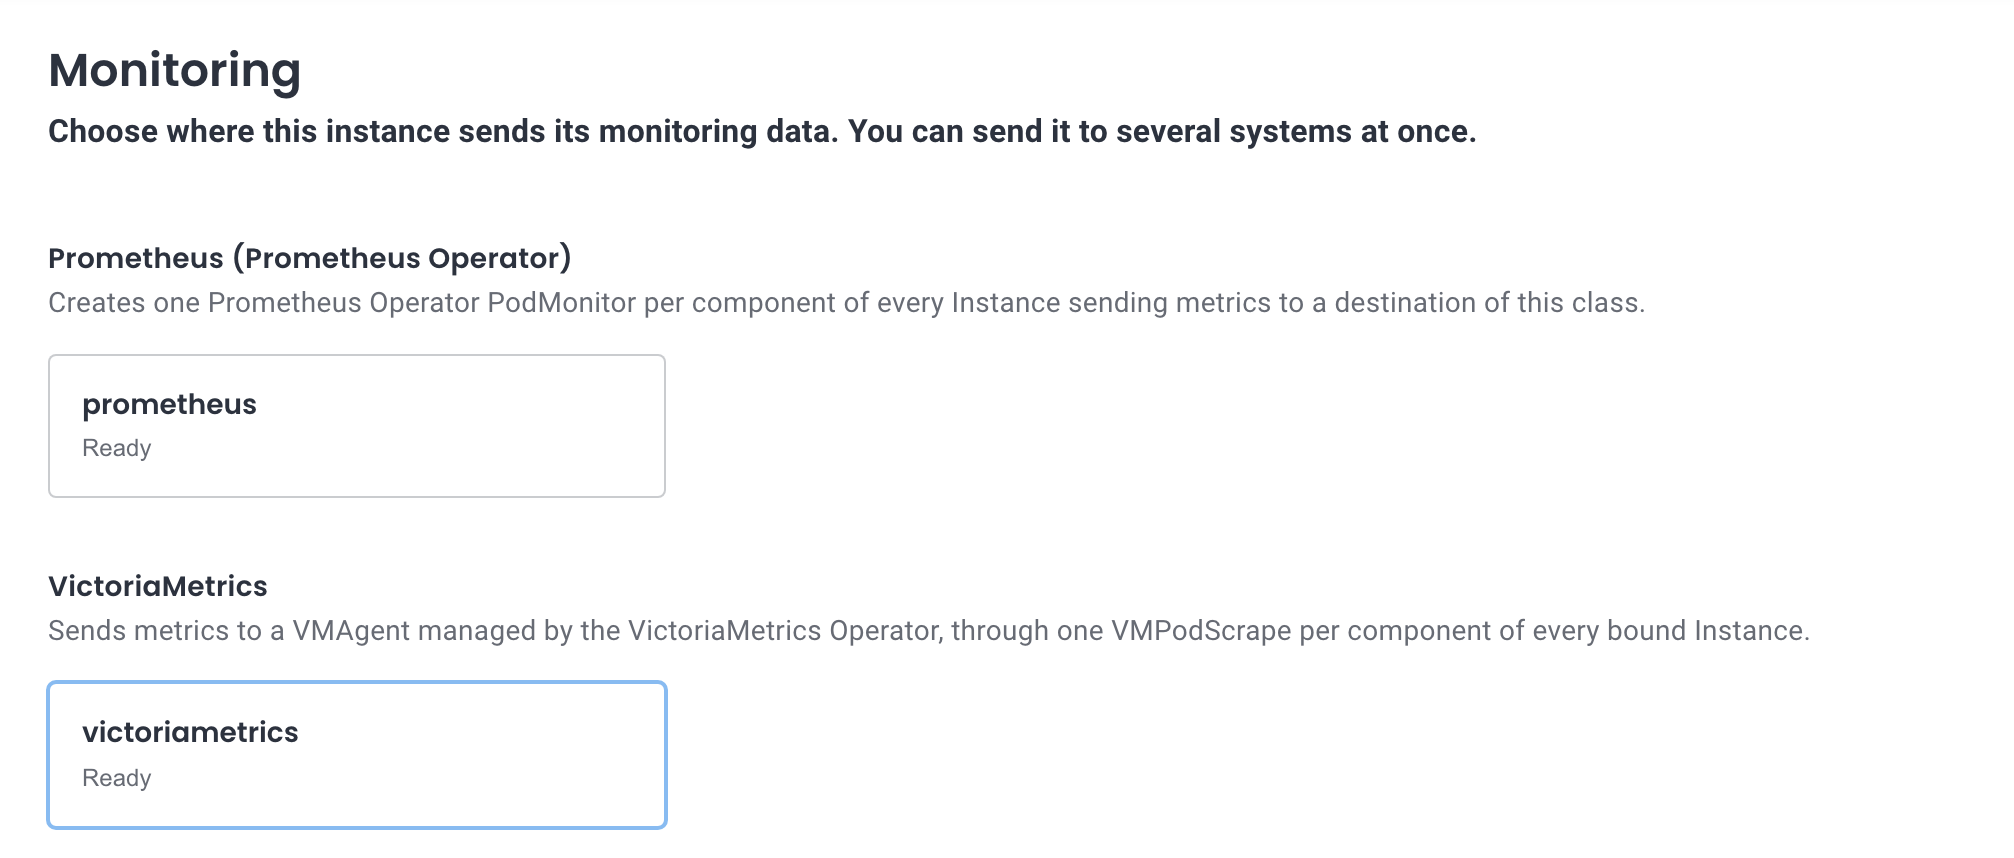 Monitoring
Choose where this instance sends its monitoring data. You can send it to several systems at once.
Prometheus (Prometheus Operator)
Creates one Prometheus Operator PodMonitor per component of every Instance sending metrics to a destination of this class.
prometheus
Ready
VictoriaMetrics
Sends metrics to a VMAgent managed by the VictoriaMetrics Operator, through one VMPodScrape per component of every bound Instance.
victoriametrics
Ready